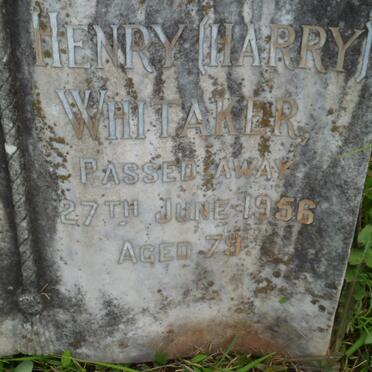 HENRY (HARRY)
WHITAKER
PASSED AWAY
27TH JUNE 1956
AGED 79